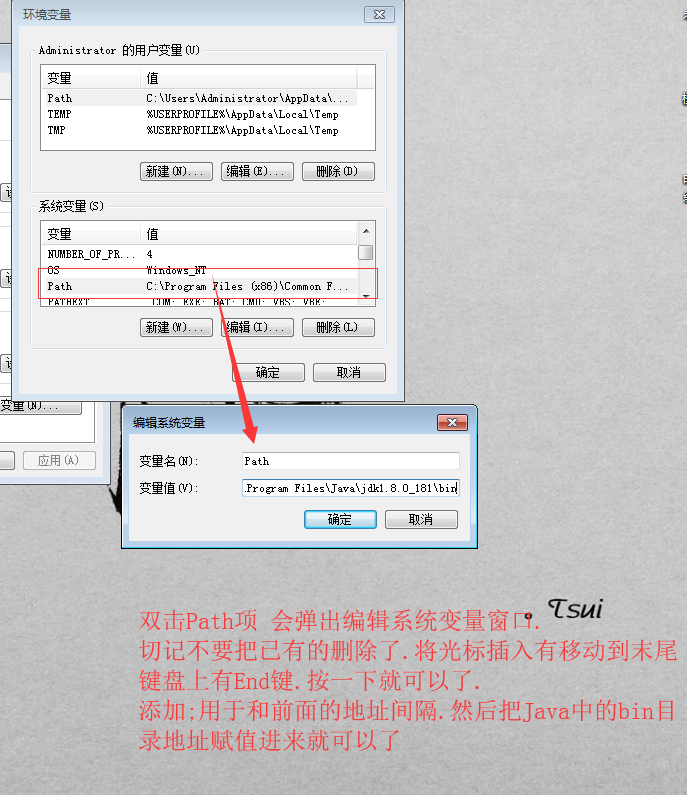 环境变量
Administrator 的用户变量(U)
变量 值
Path C:\Users\Administrator\AppData\...
TEMP %USERPROFILE%\AppData\Local\Temp
TMP %USERPROFILE%\AppData\Local\Temp
新建(N)... 编辑(E)... 删除(D)
系统变量(S)
变量 值
NUMBER_OF_PR... 4
OS Windows_NT
Path C:\Program Files (x86)\Common F...
PATHEXT .COM;.EXE;.BAT;.CMD;.VBS;.VBE;
新建(W)... 编辑(I)... 删除(L)
确定 取消
变量(N)...
应用(A)
编辑系统变量
变量名(N): Path
变量值(V): Program Files\Java\jdk1.8.0_181\bin
确定 取消
Tsui
双击Path项 会弹出编辑系统变量窗口.
切记不要把已有的删除了.将光标插入有移动到末尾
键盘上有End键.按一下就可以了.
添加;用于和前面的地址间隔.然后把Java中的bin目
录地址赋值进来就可以了